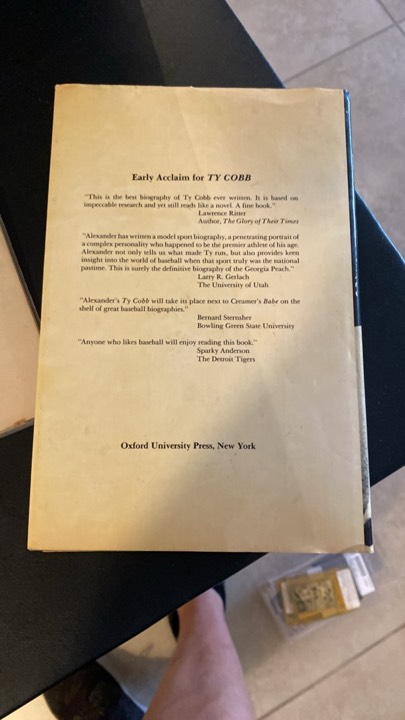 Early Acclaim for TY COBB
"This is the best biography of Ty Cobb ever written. It is based on
impeccable research and yet still reads like a novel. A fine book."
Lawrence Ritter
Author, The Glory of Their Times
"Alexander has written a model sport biography, a penetrating portrait of
a complex personality who happened to be the premier athlete of his age.
Alexander not only tells us what made Ty run, but also provides keen
insight into the world of baseball when that sport truly was the national
pastime. This is surely the definitive biography of the Georgia Peach."
Larry R. Gerlach
The University of Utah
"Alexander's Ty Cobb will take its place next to Creamer's Babe on the
shelf of great baseball biographies."
Bernard Sternsher
Bowling Green State University
"Anyone who likes baseball will enjoy reading this book."
Sparky Anderson
The Detroit Tigers
Oxford University Press, New York